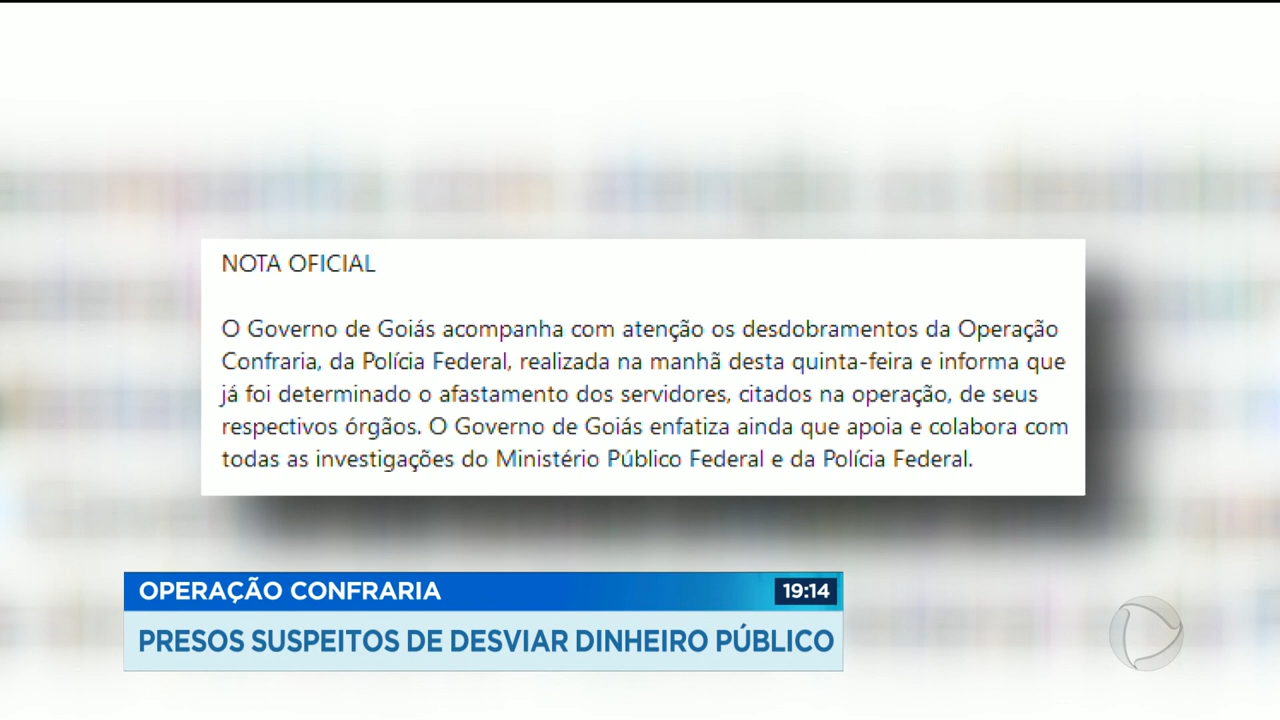 NOTA OFICIAL
O Governo de Goiás acompanha com atenção os desdobramentos da Operação
Confraria, da Polícia Federal, realizada na manhã desta quinta-feira e informa que
já foi determinado o afastamento dos servidores, citados na operação, de seus
respectivos órgãos. O Governo de Goiás enfatiza ainda que apoia e colabora com
todas as investigações do Ministério Público Federal e da Polícia Federal.
OPERAÇÃO CONFRARIA 19:14
PRESOS SUSPEITOS DE DESVIAR DINHEIRO PÚBLICO